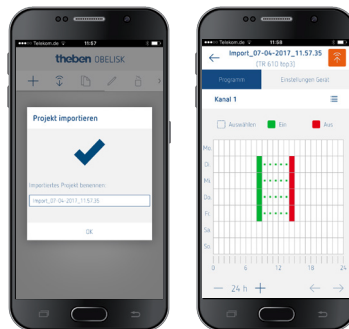 Telekom.de
11:57
theben OBELISK
Projekt importieren
Importiertes Projekt benennen:
Import_07-04-2017_11.57.35
OK
Telekom.de
11:58
Import_07-04-2017_11.57.35
(TR 610 top3)
Programm
Einstellungen Gerät
Kanal 1
Auswählen
Ein
Aus
Mo
Di
Mi
Do
Fr
Sa
So
0 6 12 18 24
24 h